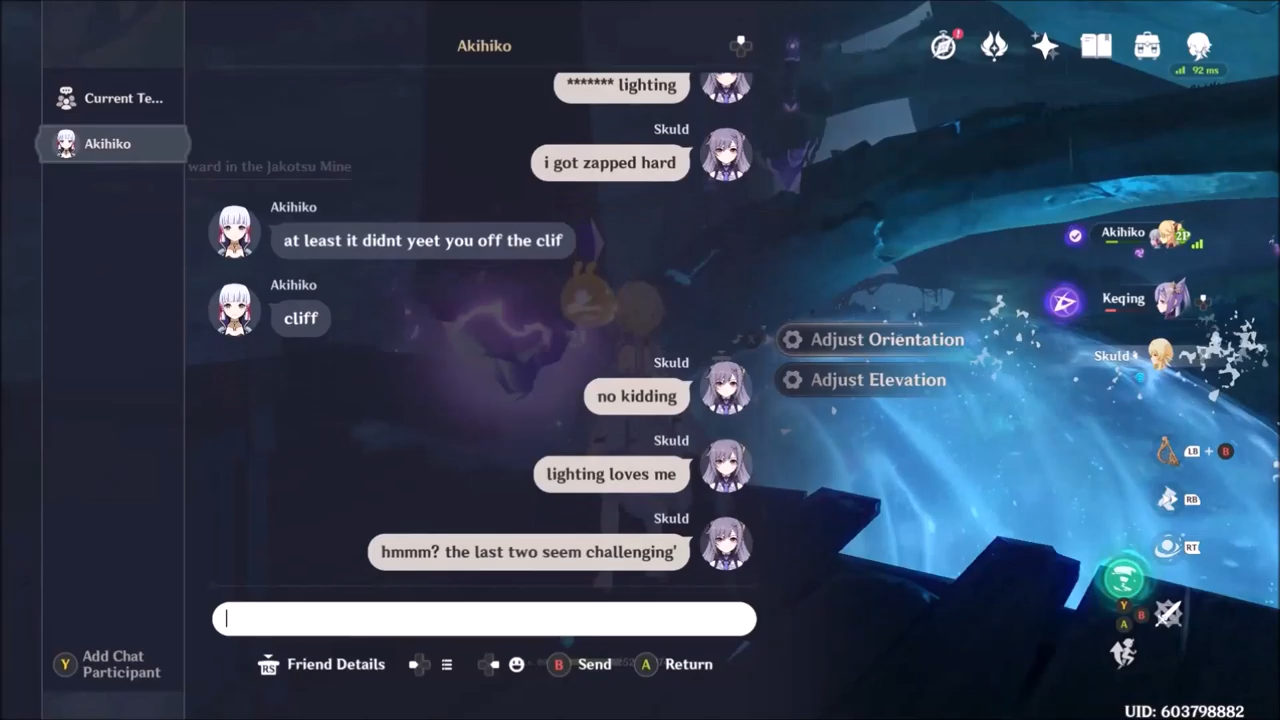 Akihiko
92 ms
Current Te...
Akihiko
******* lighting
Skuld
i got zapped hard
ward in the Jakotsu Mine
Akihiko
at least it didnt yeet you off the clif
Akihiko
cliff
Skuld
no kidding
Skuld
lighting loves me
Skuld
hmmm? the last two seem challenging'
Akihiko
2P
Keqing
Skuld
Adjust Orientation
Adjust Elevation
LB + B
RB
RT
Y
B
A
Y Add Chat
Participant
RS Friend Details
B Send
A Return
UID: 603798882